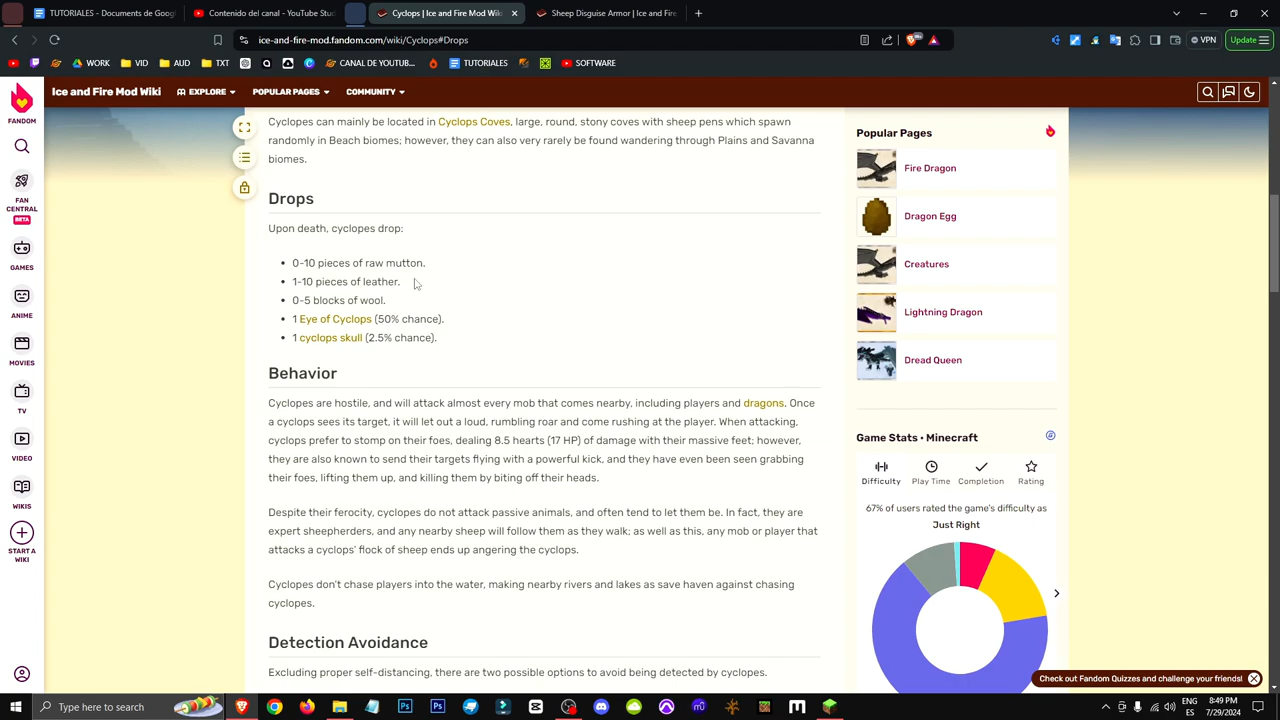 TUTORIALES - Documentos de Goog
Contenido del canal - YouTube Stud
Cyclops | Ice and Fire Mod Wiki
Sheep Disguise Armor | Ice and Fire
ice-and-fire-mod.fandom.com/wiki/Cyclops#Drops
VPN
Update
WORK
VID
AUD
TXT
CANAL DE YOUTUB...
TUTORIALES
SOFTWARE
Ice and Fire Mod Wiki
EXPLORE
POPULAR PAGES
COMMUNITY
FANDOM
FAN CENTRAL
BETA
GAMES
ANIME
MOVIES
TV
VIDEO
WIKIS
START A WIKI
Cyclopes can mainly be located in Cyclops Coves, large, round, stony coves with sheep pens which spawn
randomly in Beach biomes; however, they can also very rarely be found wandering through Plains and Savanna
biomes.
Drops
Upon death, cyclopes drop:
0-10 pieces of raw mutton.
1-10 pieces of leather.
0-5 blocks of wool.
1 Eye of Cyclops (50% chance).
1 cyclops skull (2.5% chance).
Behavior
Cyclopes are hostile, and will attack almost every mob that comes nearby, including players and dragons. Once
a cyclops sees its target, it will let out a loud, rumbling roar and come rushing at the player. When attacking,
cyclops prefer to stomp on their foes, dealing 8.5 hearts (17 HP) of damage with their massive feet; however,
they are also known to send their targets flying with a powerful kick, and they have even been seen grabbing
their foes, lifting them up, and killing them by biting off their heads.
Despite their ferocity, cyclopes do not attack passive animals, and often tend to let them be. In fact, they are
expert sheepherders, and any nearby sheep will follow them as they walk; as well as this, any mob or player that
attacks a cyclops' flock of sheep ends up angering the cyclops.
Cyclopes don't chase players into the water, making nearby rivers and lakes as save haven against chasing
cyclopes.
Detection Avoidance
Excluding proper self-distancing, there are two possible options to avoid being detected by cyclopes.
Popular Pages
Fire Dragon
Dragon Egg
Creatures
Lightning Dragon
Dread Queen
Game Stats • Minecraft
Difficulty
Play Time
Completion
Rating
67% of users rated the game's difficulty as
Just Right
Check out Fandom Quizzes and challenge your friends!
Type here to search
ENG
ES
8:49 PM
7/29/2024